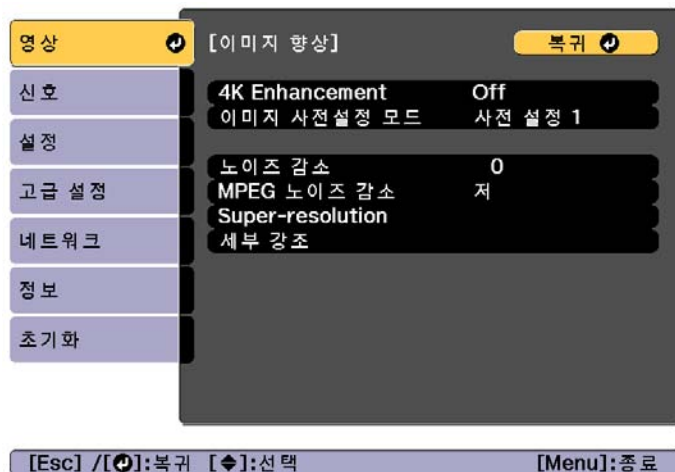 영상
신호
설정
고급 설정
네트워크
정보
초기화
[이미지 향상]
복귀
4K Enhancement Off
이미지 사전설정 모드 사전 설정 1
노이즈 감소 0
MPEG 노이즈 감소 저
Super-resolution
세부 강조
[Esc] /[ ]:복귀 [ ]:선택 [Menu]:종료